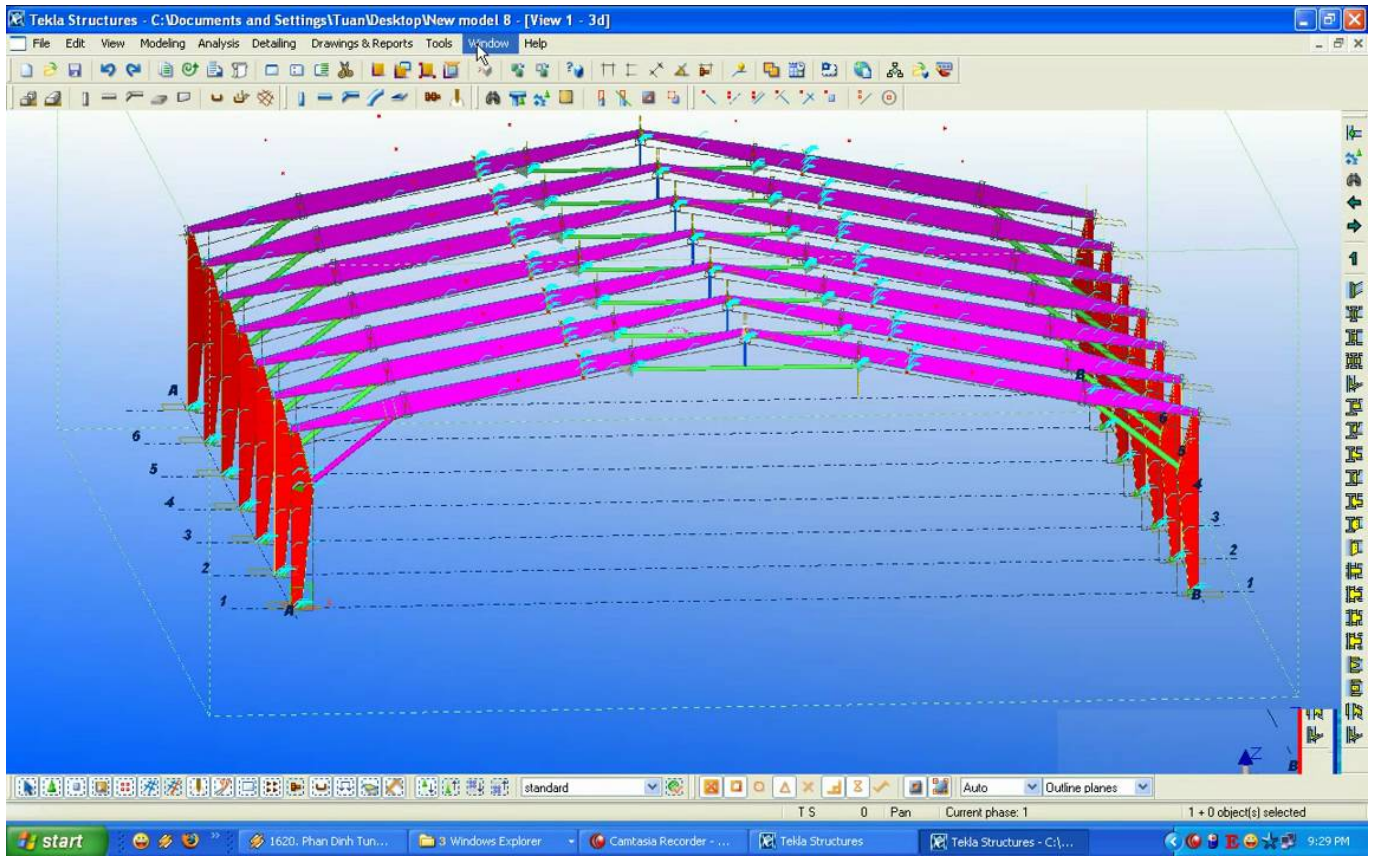 Tekla Structures - C:\Documents and Settings\Tuan\Desktop\New model 8 - [View 1 - 3d]
File Edit View Modeling Analysis Detailing Drawings & Reports Tools Window Help
A
6
5
4
3
2
1
A
B
6
5
4
3
2
1
B
Z
B
standard
Auto
Outline planes
T S 0 Pan Current phase: 1 1 + 0 object(s) selected
start
1620. Phan Dinh Tun...
3 Windows Explorer
Camtasia Recorder - ...
Tekla Structures
Tekla Structures - C:\...
9:29 PM